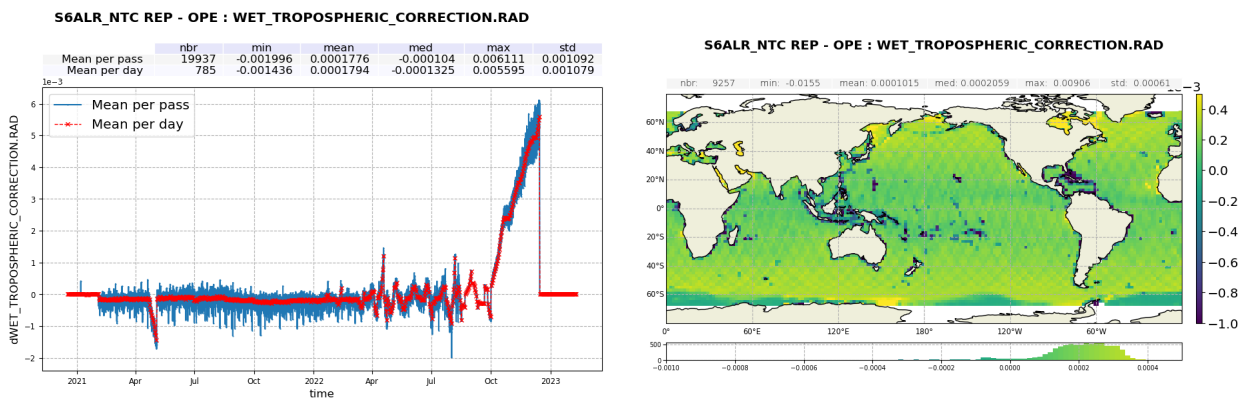 S6ALR_NTC REP - OPE : WET_TROPOSPHERIC_CORRECTION.RAD
nbr min mean med max std
Mean per pass 19937 -0.001996 0.0001776 -0.000104 0.006111 0.001092
Mean per day 785 -0.001436 0.0001794 -0.0001325 0.005595 0.001079
1e−3
Mean per pass
Mean per day
dWET_TROPOSPHERIC_CORRECTION.RAD
6
5
4
3
2
1
0
−1
−2
2021 Apr Jul Oct 2022 Apr Jul Oct 2023
time
S6ALR_NTC REP - OPE : WET_TROPOSPHERIC_CORRECTION.RAD
nbr: 9257 min: -0.0155 mean: 0.0001015 med: 0.0002059 max: 0.00906 std: 0.00061
−3
60°N
40°N
20°N
0°
20°S
40°S
60°S
0° 60°E 120°E 180° 120°W 60°W
0.4
0.2
0.0
−0.2
−0.4
−0.6
−0.8
−1.0
500
0
-0.0010 -0.0008 -0.0006 -0.0004 -0.0002 0.0000 0.0002 0.0004